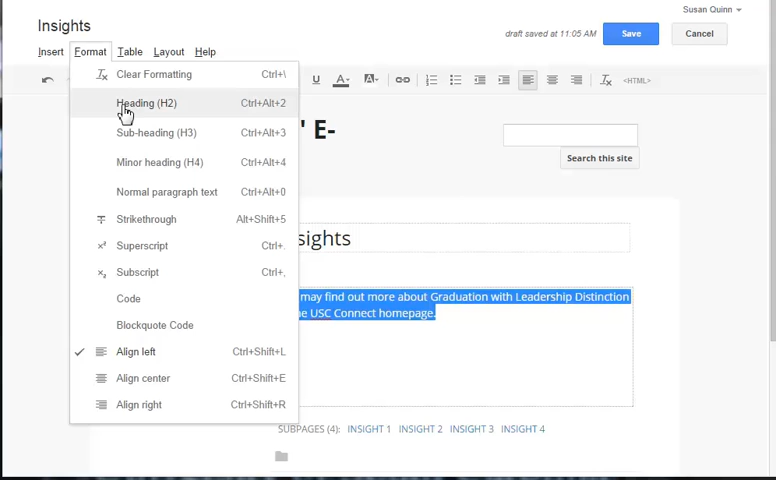 Susan Quinn
Insights
draft saved at 11:05 AM Save Cancel
Insert Format Table Layout Help
Clear Formatting Ctrl+\
U A A <HTML>
Heading (H2) Ctrl+Alt+2
Sub-heading (H3) Ctrl+Alt+3
' E-
Search this site
Minor heading (H4) Ctrl+Alt+4
Normal paragraph text Ctrl+Alt+0
Strikethrough Alt+Shift+5
sights
Superscript Ctrl+.
Subscript Ctrl+,
Code
may find out more about Graduation with Leadership Distinction
e USC Connect homepage.
Blockquote Code
Align left Ctrl+Shift+L
Align center Ctrl+Shift+E
Align right Ctrl+Shift+R
SUBPAGES (4): INSIGHT 1 INSIGHT 2 INSIGHT 3 INSIGHT 4